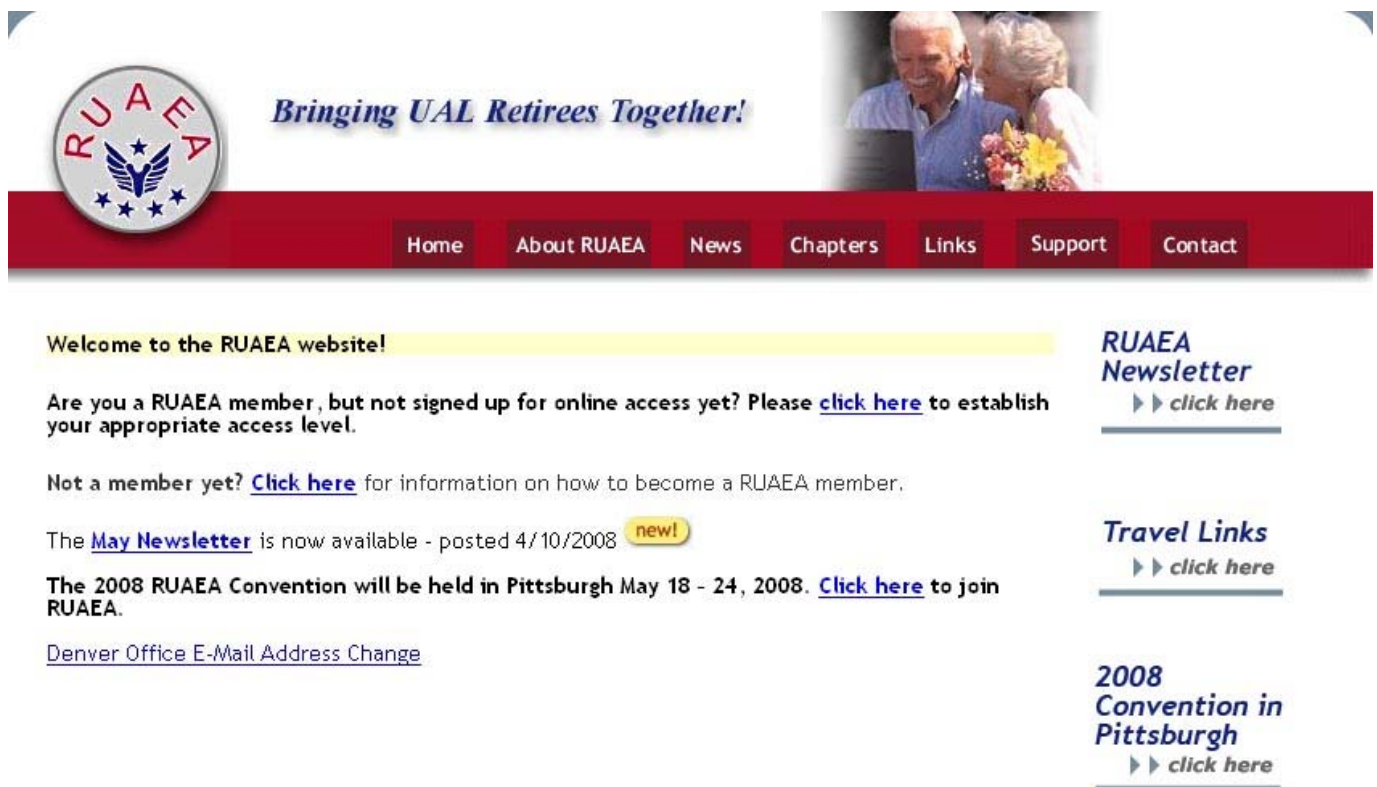 RUAEA
Bringing UAL Retirees Together!
Home About RUAEA News Chapters Links Support Contact
Welcome to the RUAEA website!
Are you a RUAEA member, but not signed up for online access yet? Please click here to establish
your appropriate access level.
Not a member yet? Click here for information on how to become a RUAEA member.
The May Newsletter is now available - posted 4/10/2008 new!
The 2008 RUAEA Convention will be held in Pittsburgh May 18 - 24, 2008. Click here to join
RUAEA.
Denver Office E-Mail Address Change
RUAEA
Newsletter
click here
Travel Links
click here
2008
Convention in
Pittsburgh
click here